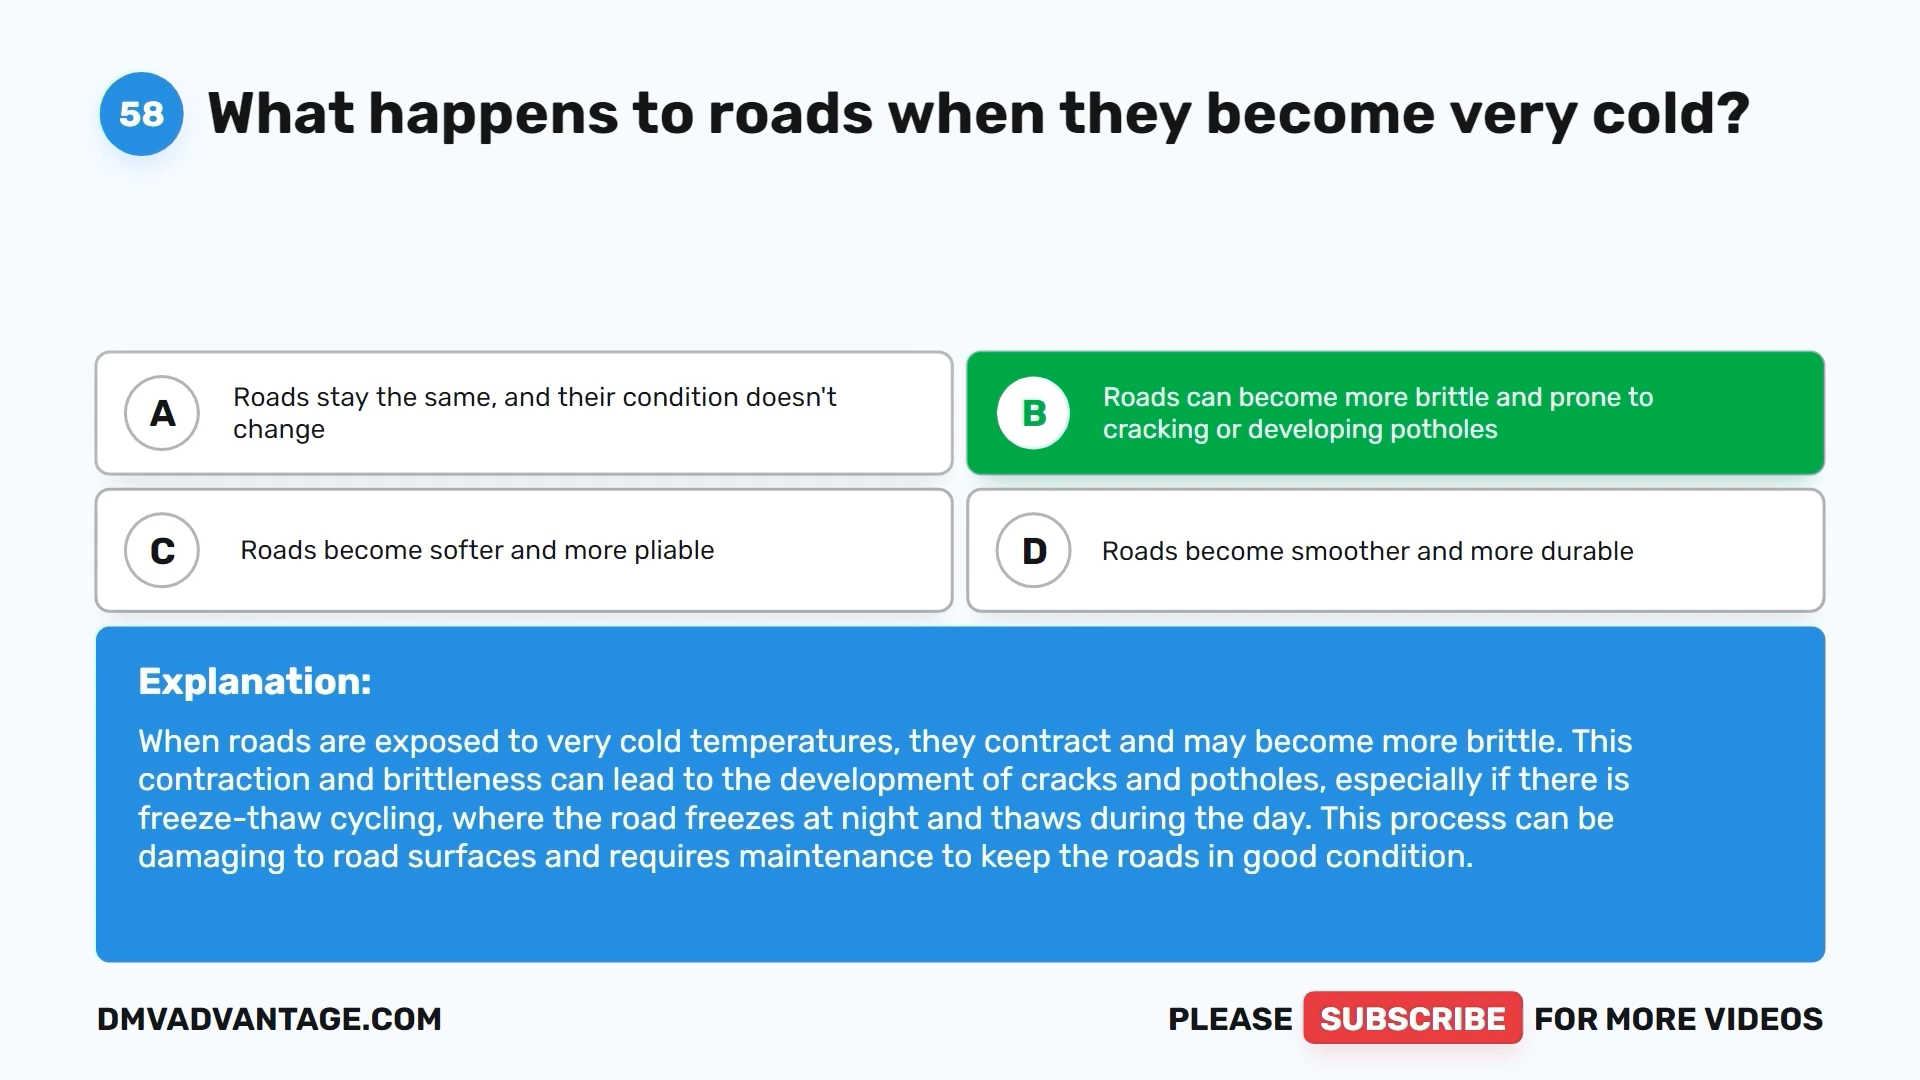 58 What happens to roads when they become very cold?
A Roads stay the same, and their condition doesn't
change
B Roads can become more brittle and prone to
cracking or developing potholes
C Roads become softer and more pliable
D Roads become smoother and more durable
Explanation:
When roads are exposed to very cold temperatures, they contract and may become more brittle. This
contraction and brittleness can lead to the development of cracks and potholes, especially if there is
freeze-thaw cycling, where the road freezes at night and thaws during the day. This process can be
damaging to road surfaces and requires maintenance to keep the roads in good condition.
DMVADVANTAGE.COM
PLEASE SUBSCRIBE FOR MORE VIDEOS